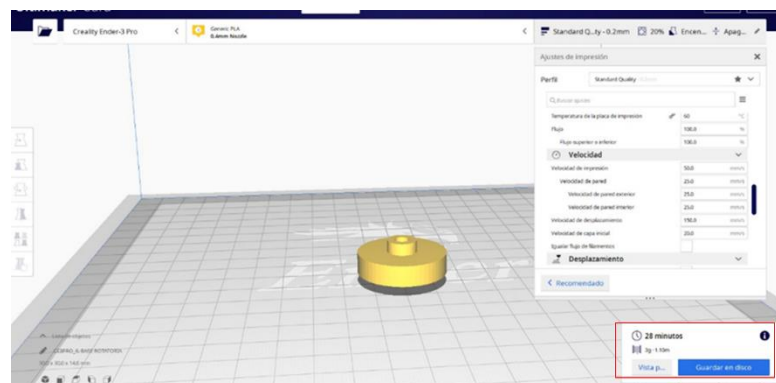 Creality Ender-3 Pro
Generic PLA
0.4mm Nozzle
Standard Q...ty - 0.2mm
20%
Encen...
Apag...
Ajustes de impresión
Perfil
Standard Quality
Buscar ajustes
Temperatura de la placa de impresión 60 °C
Flujo 100.0 %
Flujo superior o inferior 100.0 %
Velocidad
Velocidad de impresión 50.0 mm/s
Velocidad de pared 25.0 mm/s
Velocidad de pared exterior 25.0 mm/s
Velocidad de pared interior 25.0 mm/s
Velocidad de desplazamiento 150.0 mm/s
Velocidad de capa inicial 20.0 mm/s
Igualar flujo de filamentos
Desplazamiento
Recomendado
28 minutos
3g · 1.10m
Vista p...
Guardar en disco